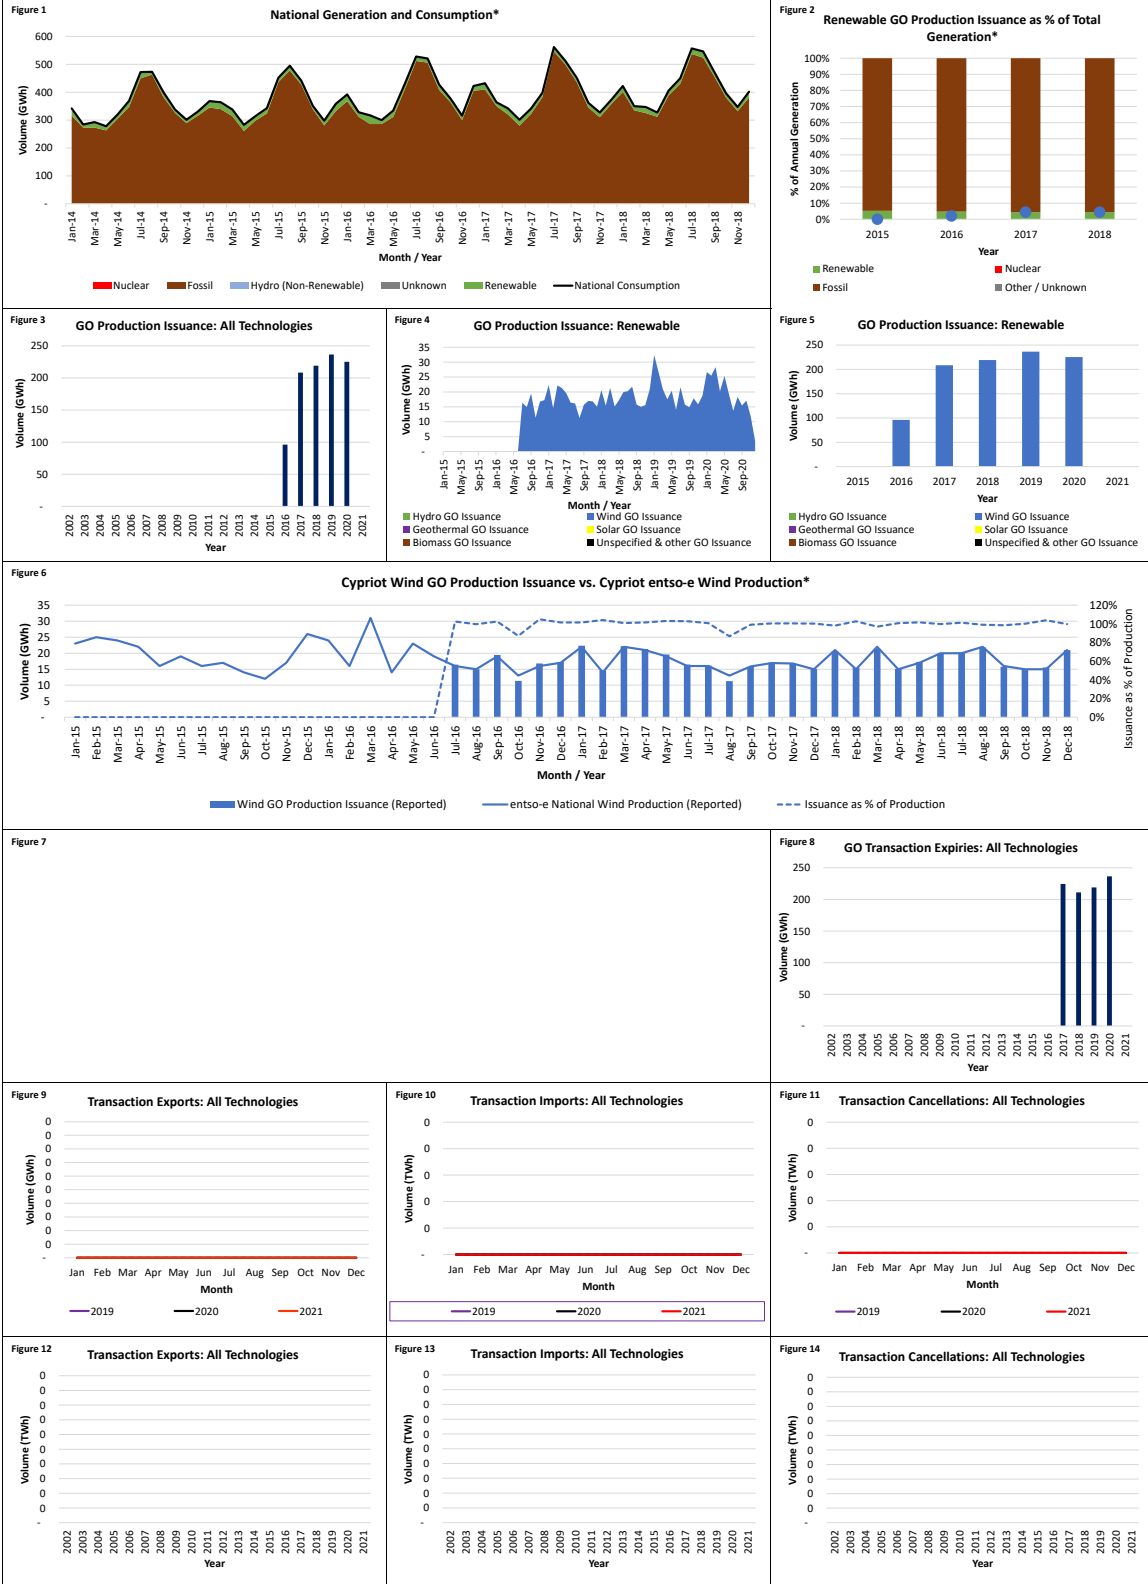 Figure 1
National Generation and Consumption*
Volume (GWh)
600
500
400
300
200
100
-
Jan-14 Mar-14 May-14 Jul-14 Sep-14 Nov-14 Jan-15 Mar-15 May-15 Jul-15 Sep-15 Nov-15 Jan-16 Mar-16 May-16 Jul-16 Sep-16 Nov-16 Jan-17 Mar-17 May-17 Jul-17 Sep-17 Nov-17 Jan-18 Mar-18 May-18 Jul-18 Sep-18 Nov-18
Month / Year
Nuclear Fossil Hydro (Non-Renewable) Unknown Renewable National Consumption
Figure 2
Renewable GO Production Issuance as % of Total
Generation*
% of Annual Generation
100%
90%
80%
70%
60%
50%
40%
30%
20%
10%
0%
2015 2016 2017 2018
Year
Renewable Nuclear
Fossil Other / Unknown
Figure 3
GO Production Issuance: All Technologies
Volume (GWh)
250
200
150
100
50
-
2002 2003 2004 2005 2006 2007 2008 2009 2010 2011 2012 2013 2014 2015 2016 2017 2018 2019 2020 2021
Year
Figure 4
GO Production Issuance: Renewable
Volume (GWh)
35
30
25
20
15
10
5
-
Jan-15 May-15 Sep-15 Jan-16 May-16 Sep-16 Jan-17 May-17 Sep-17 Jan-18 May-18 Sep-18 Jan-19 May-19 Sep-19 Jan-20 May-20 Sep-20
Month / Year
Hydro GO Issuance Wind GO Issuance
Geothermal GO Issuance Solar GO Issuance
Biomass GO Issuance Unspecified & other GO Issuance
Figure 5
GO Production Issuance: Renewable
Volume (GWh)
250
200
150
100
50
-
2015 2016 2017 2018 2019 2020 2021
Year
Hydro GO Issuance Wind GO Issuance
Geothermal GO Issuance Solar GO Issuance
Biomass GO Issuance Unspecified & other GO Issuance
Figure 6
Cypriot Wind GO Production Issuance vs. Cypriot entso-e Wind Production*
Volume (GWh)
35
30
25
20
15
10
5
-
120%
100%
80%
60%
40%
20%
0%
Issuance as % of Production
Jan-15 Feb-15 Mar-15 Apr-15 May-15 Jun-15 Jul-15 Aug-15 Sep-15 Oct-15 Nov-15 Dec-15 Jan-16 Feb-16 Mar-16 Apr-16 May-16 Jun-16 Jul-16 Aug-16 Sep-16 Oct-16 Nov-16 Dec-16 Jan-17 Feb-17 Mar-17 Apr-17 May-17 Jun-17 Jul-17 Aug-17 Sep-17 Oct-17 Nov-17 Dec-17 Jan-18 Feb-18 Mar-18 Apr-18 May-18 Jun-18 Jul-18 Aug-18 Sep-18 Oct-18 Nov-18 Dec-18
Month / Year
Wind GO Production Issuance (Reported) entso-e National Wind Production (Reported) Issuance as % of Production
Figure 7
Figure 8
GO Transaction Expiries: All Technologies
Volume (GWh)
250
200
150
100
50
-
2002 2003 2004 2005 2006 2007 2008 2009 2010 2011 2012 2013 2014 2015 2016 2017 2018 2019 2020 2021
Year
Figure 9
Transaction Exports: All Technologies
Volume (GWh)
0
0
0
0
0
0
0
0
0
0
-
Jan Feb Mar Apr May Jun Jul Aug Sep Oct Nov Dec
Month
2019 2020 2021
Figure 10
Transaction Imports: All Technologies
Volume (TWh)
0
0
0
0
0
-
Jan Feb Mar Apr May Jun Jul Aug Sep Oct Nov Dec
Month
2019 2020 2021
Figure 11
Transaction Cancellations: All Technologies
Volume (TWh)
0
0
0
0
0
-
Jan Feb Mar Apr May Jun Jul Aug Sep Oct Nov Dec
Month
2019 2020 2021
Figure 12
Transaction Exports: All Technologies
Volume (TWh)
0
0
0
0
0
0
0
0
0
0
-
2002 2003 2004 2005 2006 2007 2008 2009 2010 2011 2012 2013 2014 2015 2016 2017 2018 2019 2020 2021
Year
Figure 13
Transaction Imports: All Technologies
Volume (TWh)
0
0
0
0
0
0
0
0
0
0
-
2002 2003 2004 2005 2006 2007 2008 2009 2010 2011 2012 2013 2014 2015 2016 2017 2018 2019 2020 2021
Year
Figure 14
Transaction Cancellations: All Technologies
Volume (TWh)
0
0
0
0
0
0
0
0
0
0
-
2002 2003 2004 2005 2006 2007 2008 2009 2010 2011 2012 2013 2014 2015 2016 2017 2018 2019 2020 2021
Year